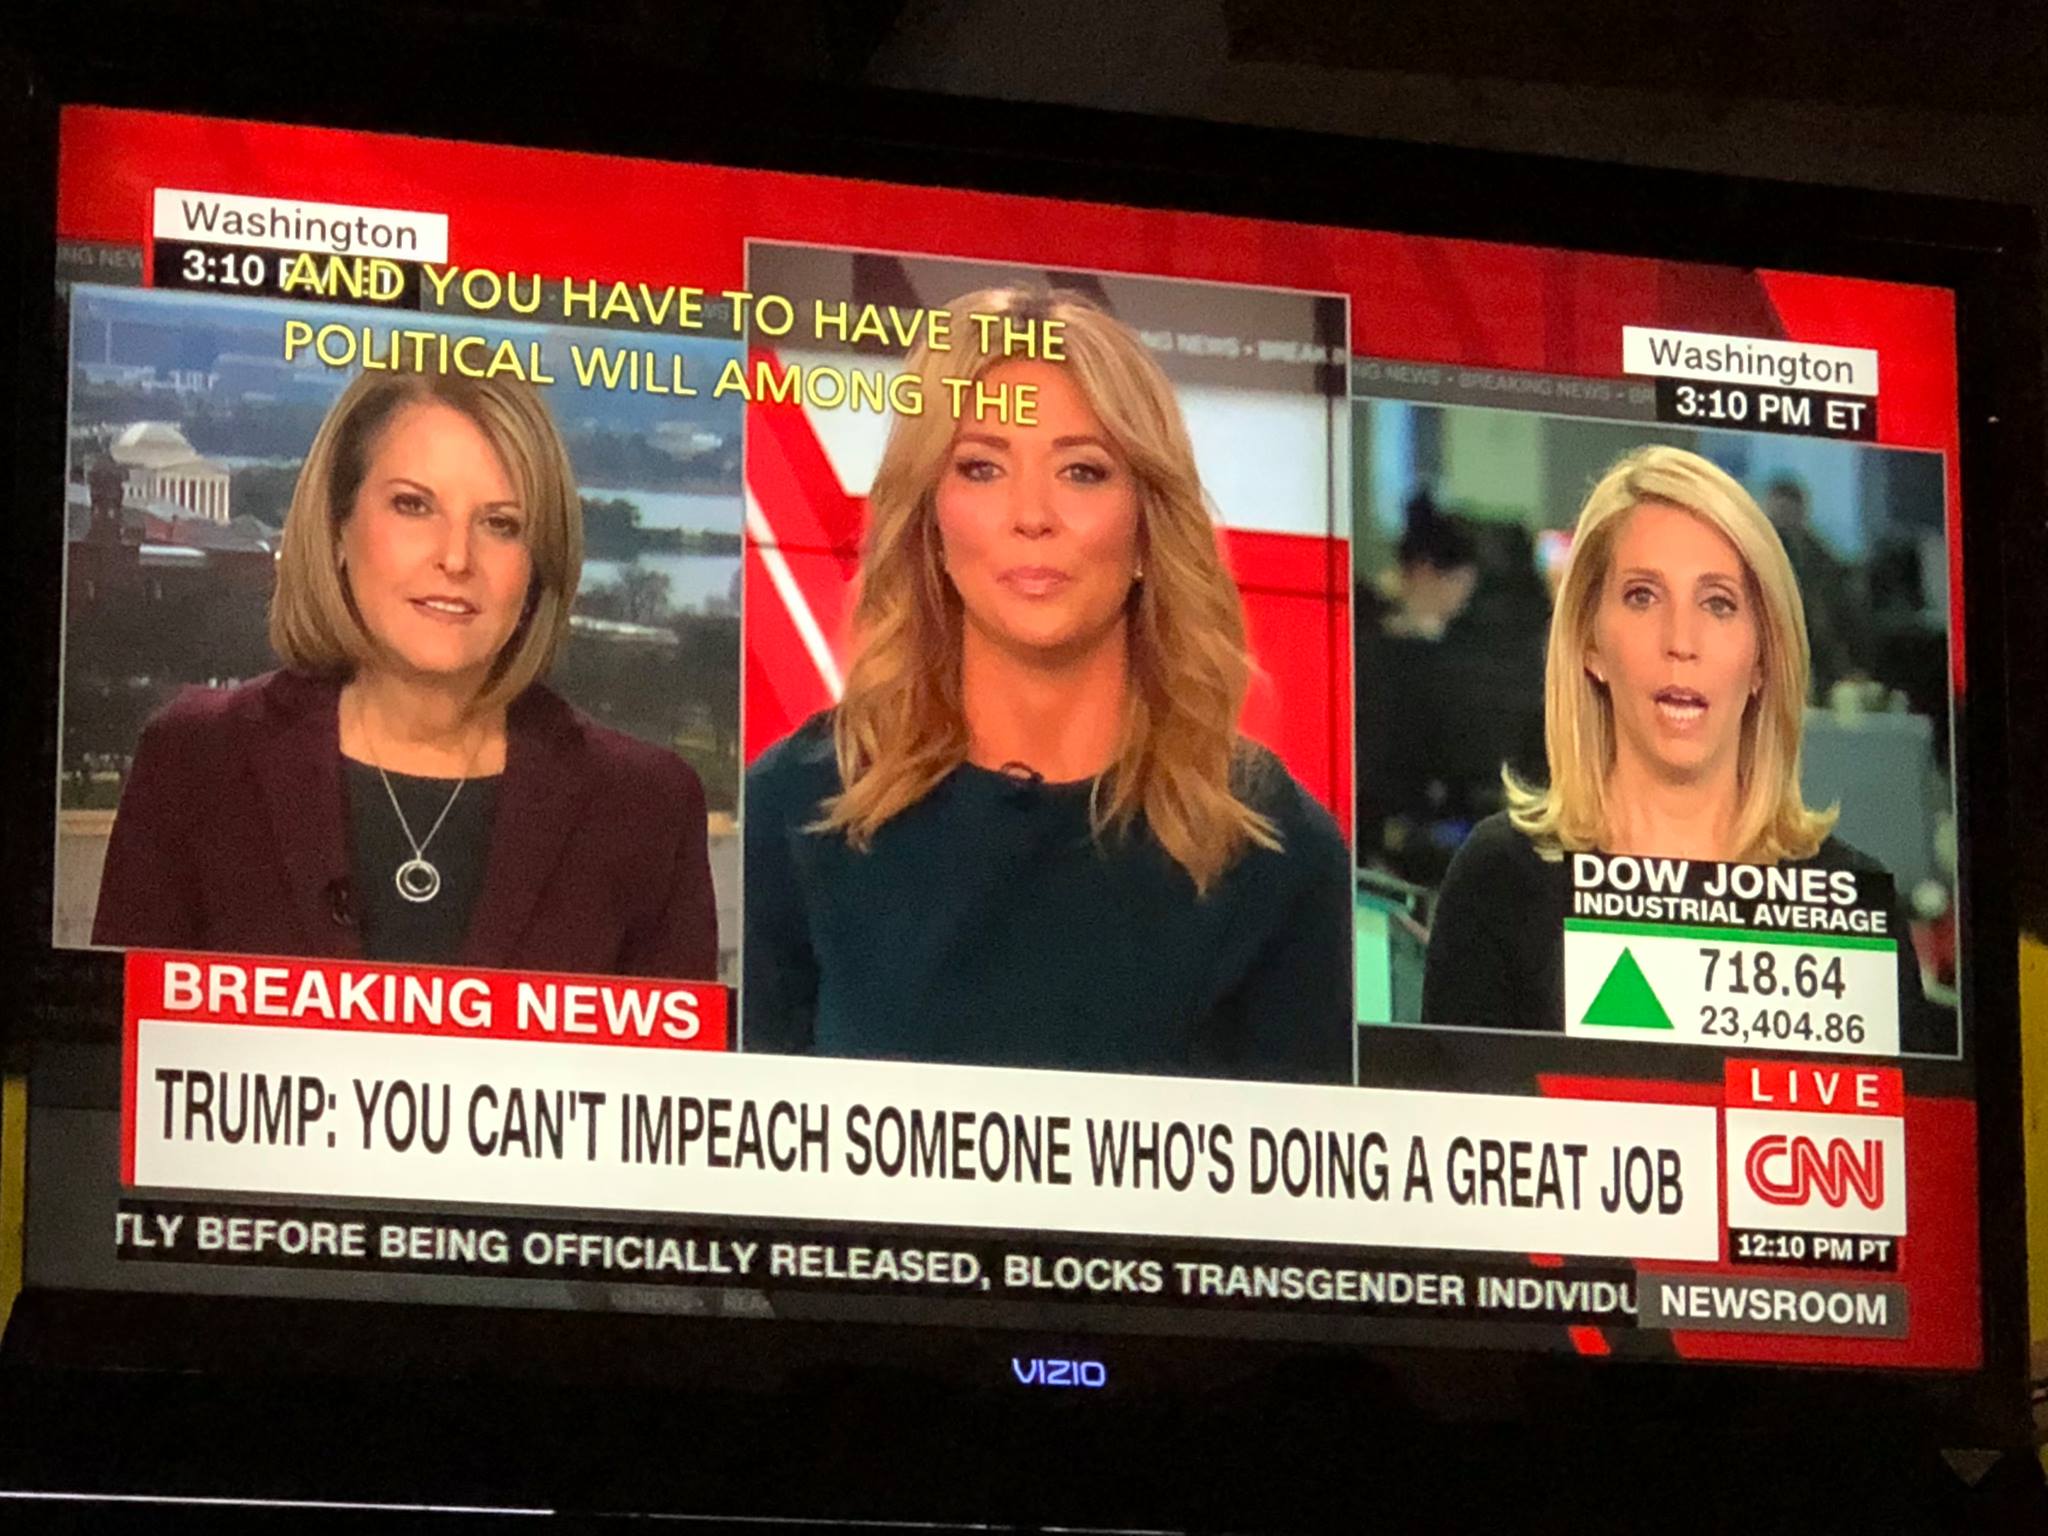 Washington
3:10 PM ET
AND YOU HAVE TO HAVE THE
POLITICAL WILL AMONG THE
Washington
3:10 PM ET
DOW JONES
INDUSTRIAL AVERAGE
718.64
23,404.86
BREAKING NEWS
TRUMP: YOU CAN'T IMPEACH SOMEONE WHO'S DOING A GREAT JOB
LIVE
CNN
12:10 PM PT
TLY BEFORE BEING OFFICIALLY RELEASED, BLOCKS TRANSGENDER INDIVIDU
NEWSROOM
VIZIO